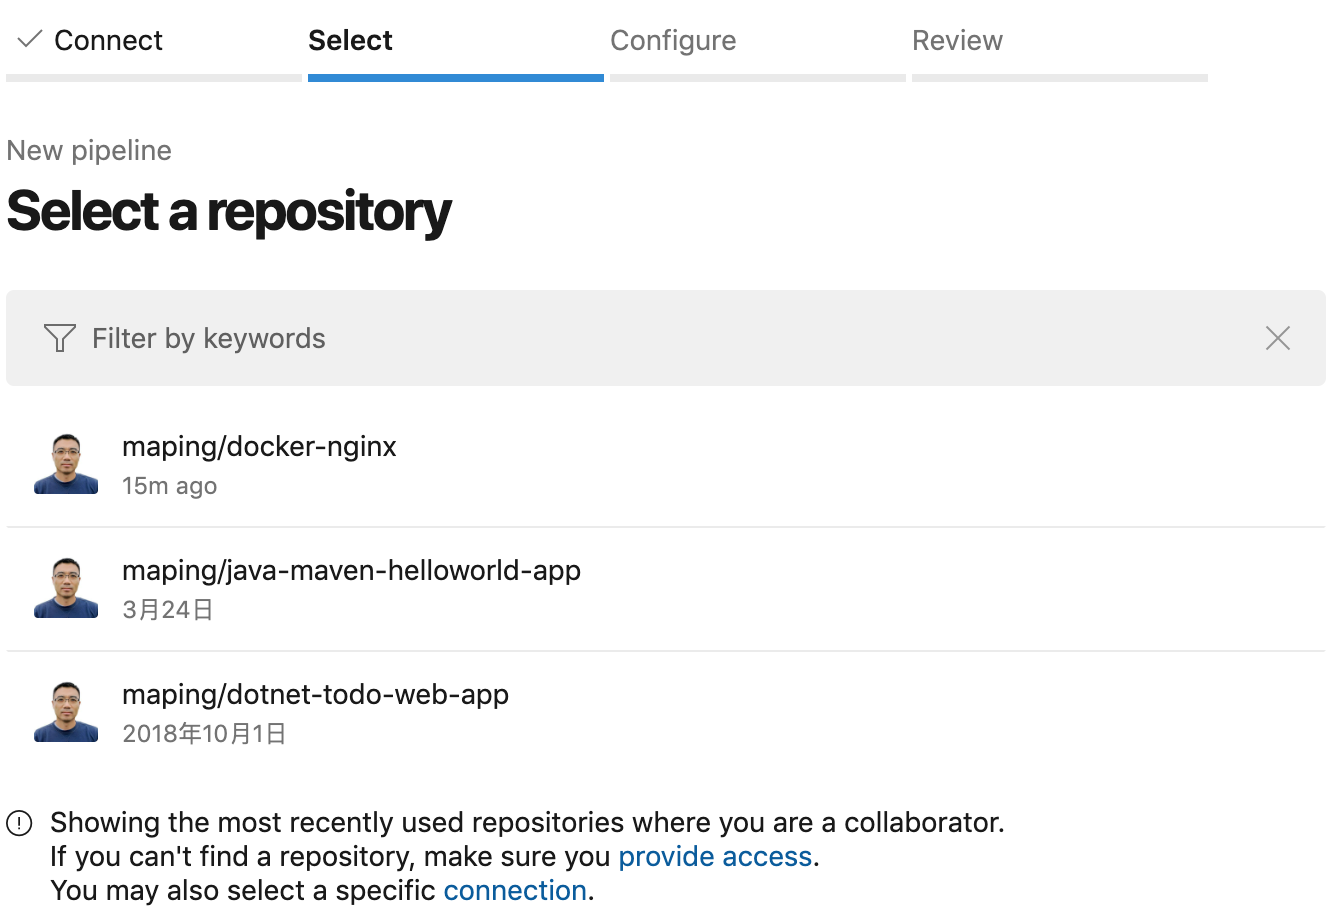 Connect
Select
Configure
Review
New pipeline
Select a repository
Filter by keywords
maping/docker-nginx
15m ago
maping/java-maven-helloworld-app
3月24日
maping/dotnet-todo-web-app
2018年10月1日
Showing the most recently used repositories where you are a collaborator.
If you can't find a repository, make sure you provide access.
You may also select a specific connection.